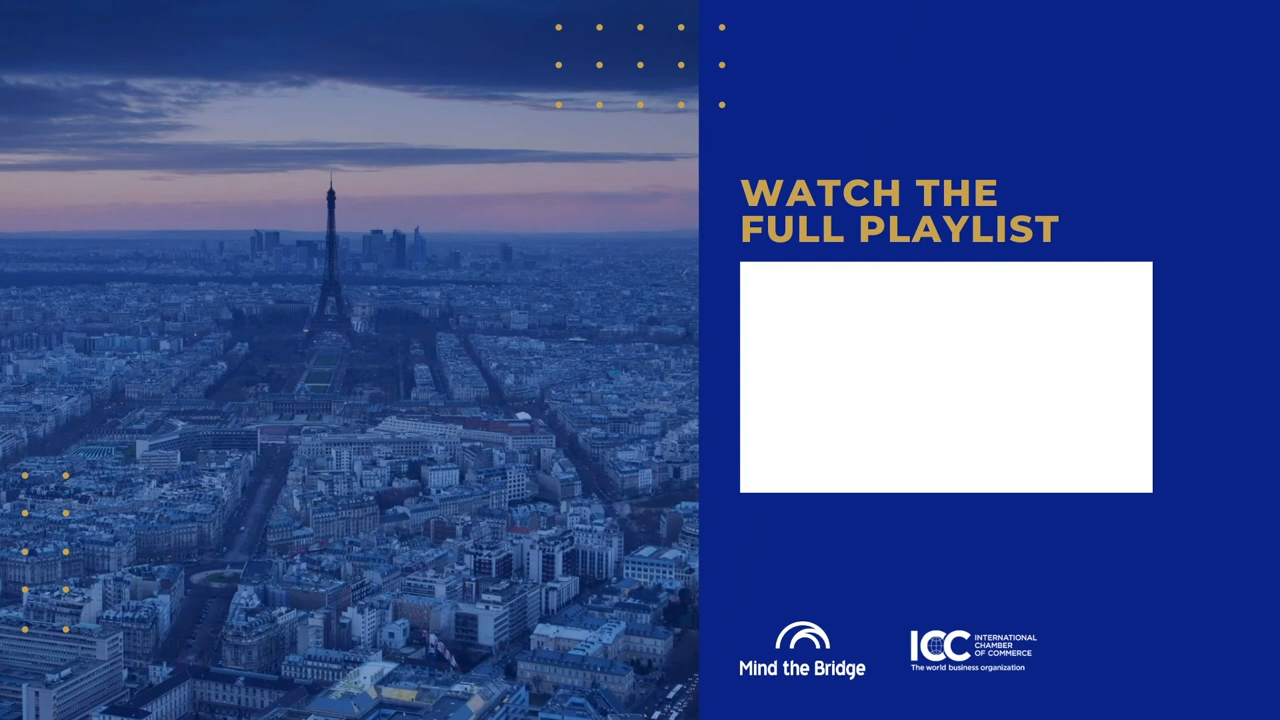 WATCH THE
FULL PLAYLIST
Mind the Bridge
ICC INTERNATIONAL
CHAMBER
OF COMMERCE
The world business organization